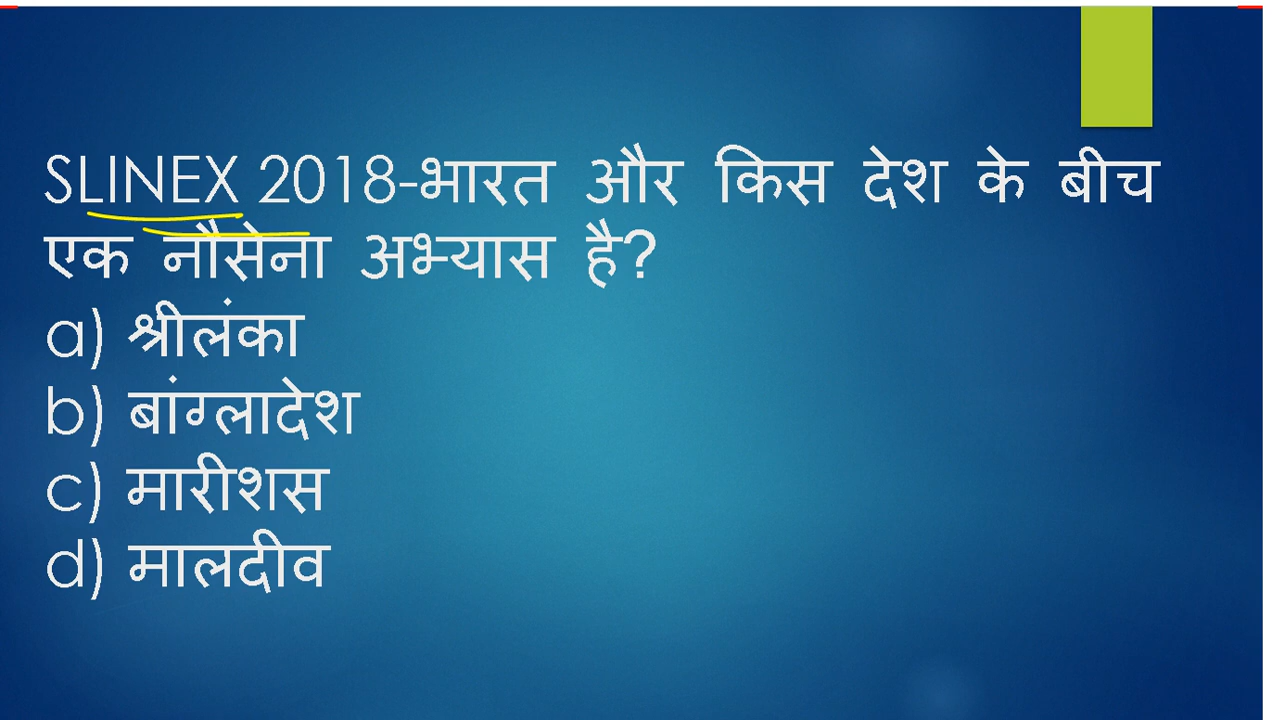 SLINEX 2018-भारत और किस देश के बीच
एक नौसेना अभ्यास है?
a) श्रीलंका
b) बांग्लादेश
c) मारीशस
d) मालदीव